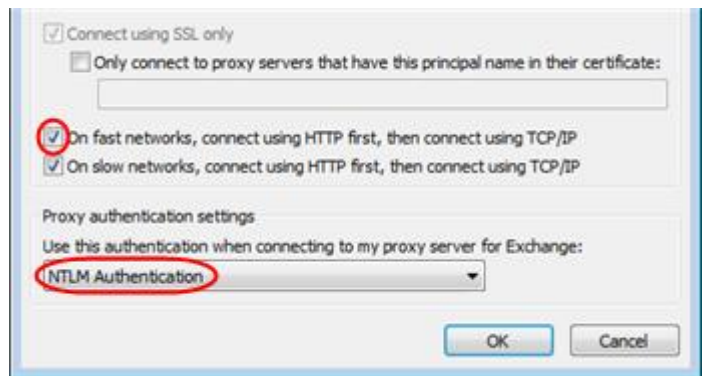 Connect using SSL only
Only connect to proxy servers that have this principal name in their certificate:
On fast networks, connect using HTTP first, then connect using TCP/IP
On slow networks, connect using HTTP first, then connect using TCP/IP
Proxy authentication settings
Use this authentication when connecting to my proxy server for Exchange:
NTLM Authentication
OK Cancel